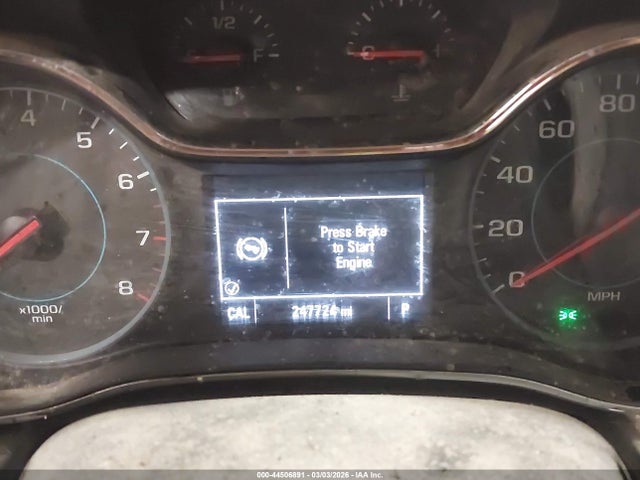 1/2
F
C
4
5
6
7
8
x1000/
min
Press Brake
to Start
Engine
CAL 247724 mi P
80
60
40
20
0
MPH
000-44506891 - 03/03/2026 - IAA Inc.